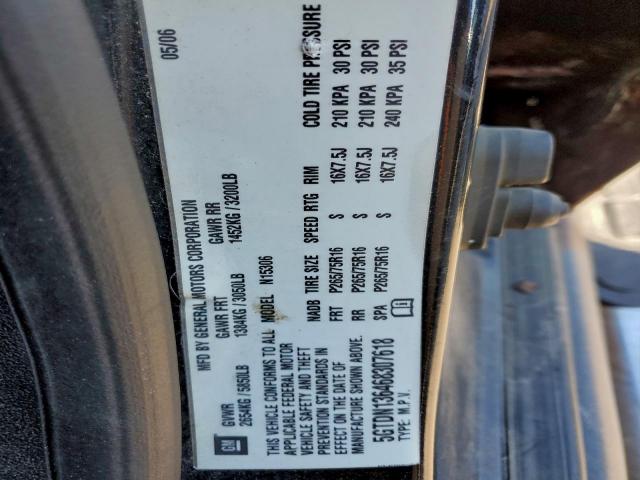 MFD BY GENERAL MOTORS CORPORATION 05/06
GM GVWR GAWR FRT GAWR RR
2654KG / 5850LB 1384KG / 3050LB 1452KG / 3200LB
THIS VEHICLE CONFORMS TO ALL
APPLICABLE FEDERAL MOTOR
VEHICLE SAFETY AND THEFT
PREVENTION STANDARDS IN
EFFECT ON THE DATE OF
MANUFACTURE SHOWN ABOVE.
5GTDN136468307618
TYPE M.P.V.
MODEL N15306
NADB TIRE SIZE SPEED RTG RIM COLD TIRE PRESSURE
FRT P265/75R16 S 16X7.5J 210 KPA 30 PSI
RR P265/75R16 S 16X7.5J 210 KPA 30 PSI
SPA P265/75R16 S 16X7.5J 240 KPA 35 PSI